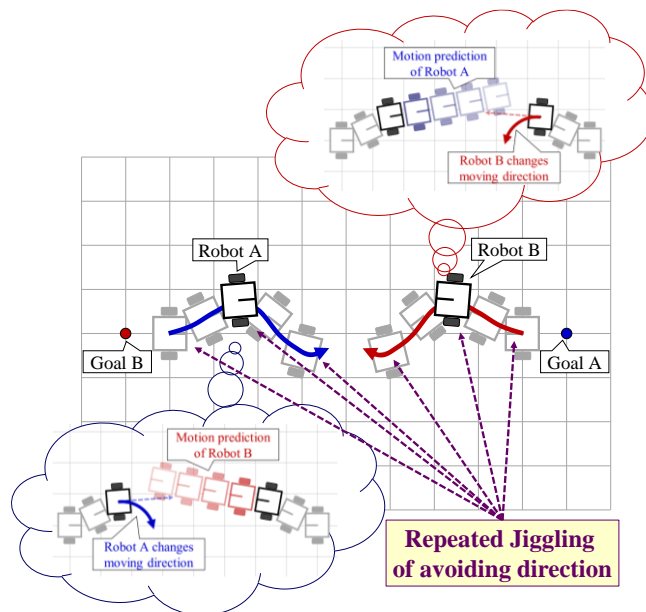 Motion prediction
of Robot A
Robot B changes
moving direction
Robot A
Robot B
Goal B
Goal A
Motion prediction
of Robot B
Robot A changes
moving direction
Repeated Jiggling
of avoiding direction